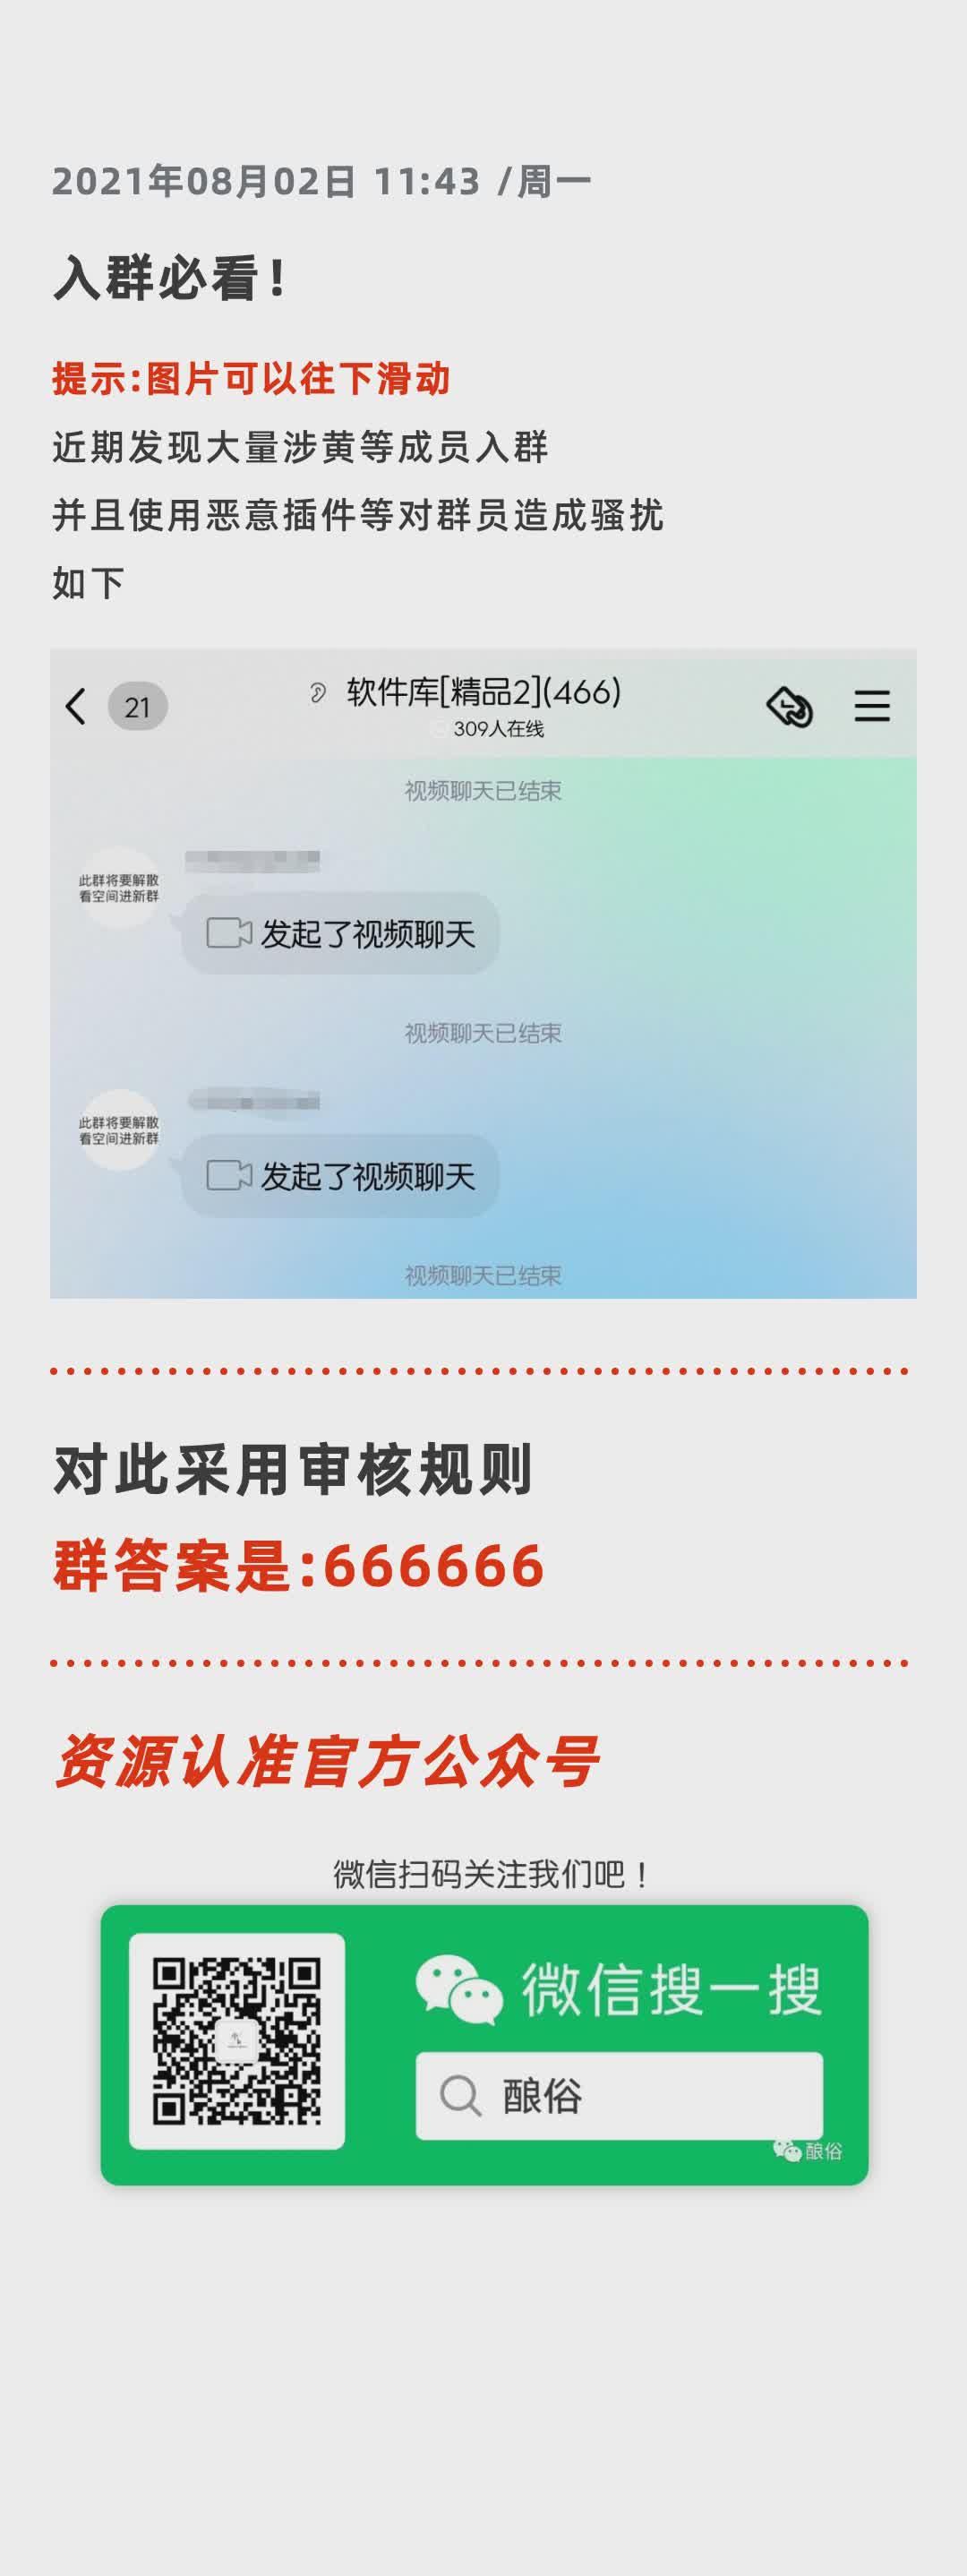 2021年08月02日 11:43 /周一
入群必看!
提示:图片可以往下滑动
近期发现大量涉黄等成员入群
并且使用恶意插件等对群员造成骚扰
如下
21
软件库[精品2](466)
309人在线
视频聊天已结束
此群将要解散
看空间进新群
发起了视频聊天
视频聊天已结束
此群将要解散
看空间进新群
发起了视频聊天
视频聊天已结束
对此采用审核规则
群答案是:666666
资源认准官方公众号
微信扫码关注我们吧！
微信搜一搜
酿俗
酿俗